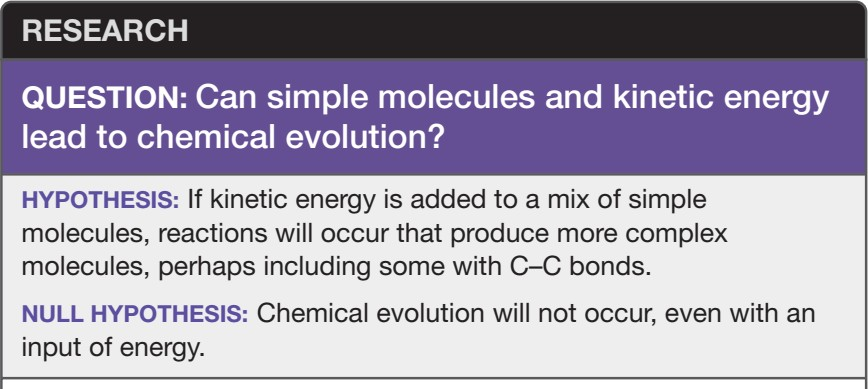 RESEARCH
QUESTION: Can simple molecules and kinetic energy
lead to chemical evolution?
HYPOTHESIS: If kinetic energy is added to a mix of simple
molecules, reactions will occur that produce more complex
molecules, perhaps including some with C–C bonds.
NULL HYPOTHESIS: Chemical evolution will not occur, even with an
input of energy.